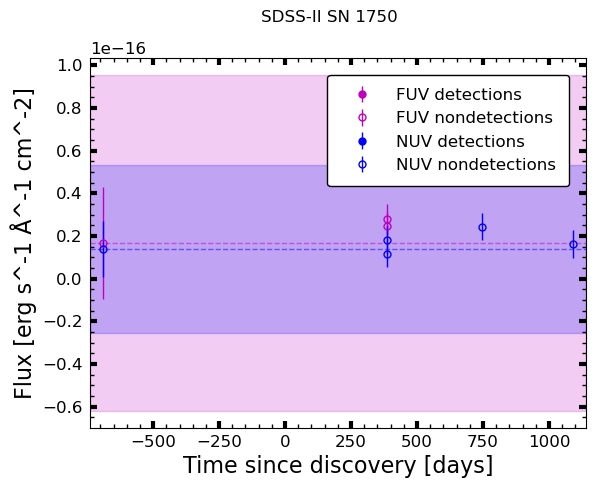 SDSS-II SN 1750
1e−16
1.0
0.8
0.6
0.4
0.2
0.0
−0.2
−0.4
−0.6
Flux [erg s^-1 Å^-1 cm^-2]
FUV detections
FUV nondetections
NUV detections
NUV nondetections
−500 −250 0 250 500 750 1000
Time since discovery [days]